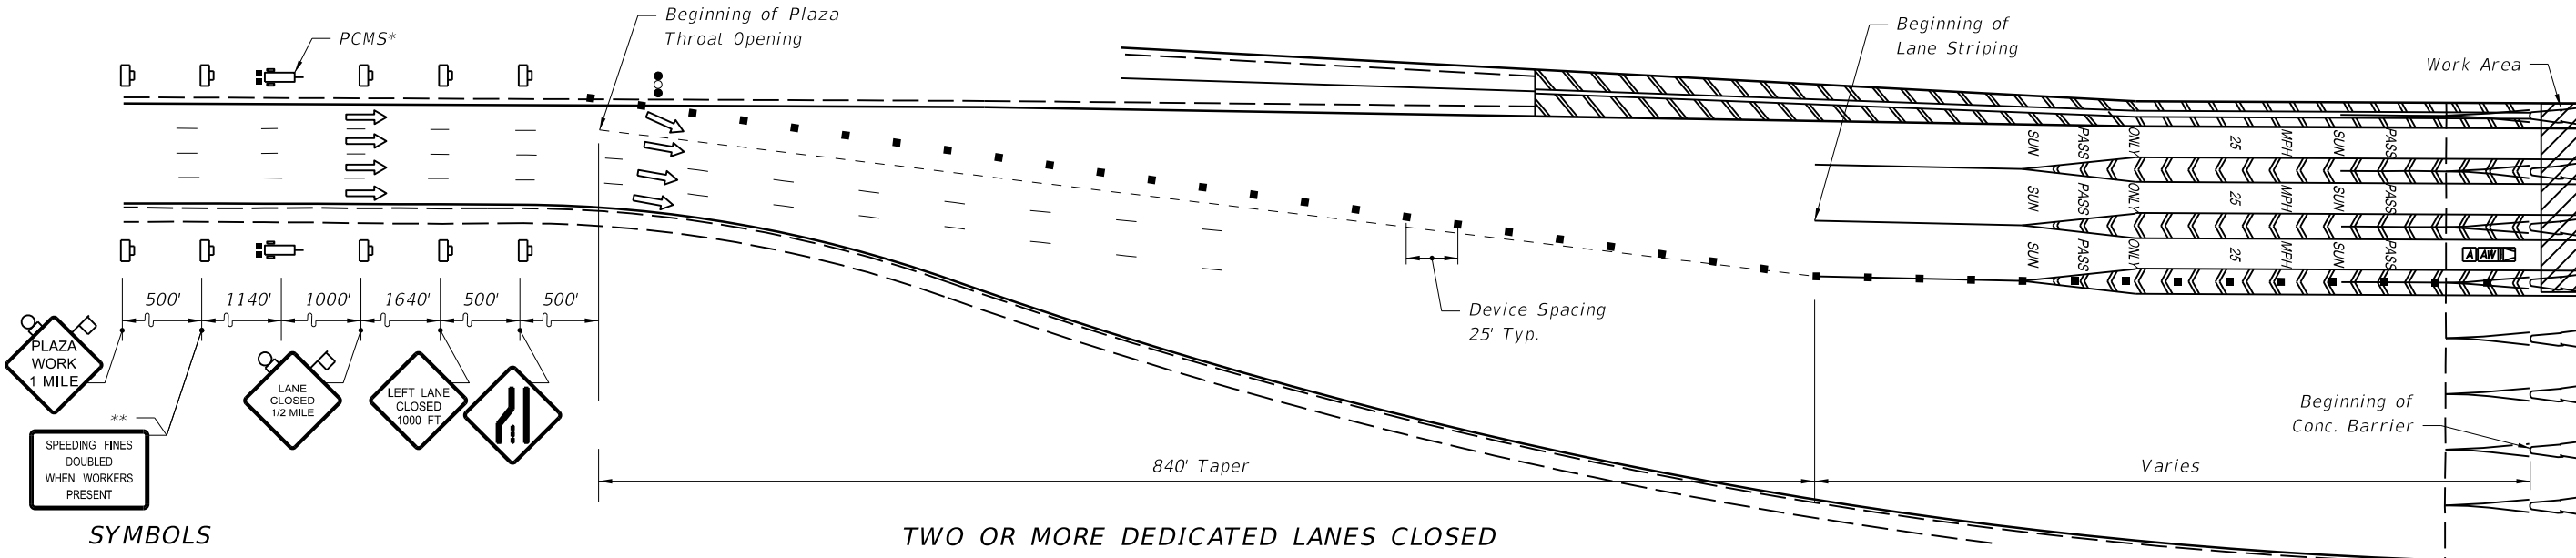 Beginning of Plaza
Throat Opening
PCMS*
Beginning of
Lane Striping
Work Area
SUN
PASS
ONLY
25
MPH
SUN
PASS
SUN
PASS
ONLY
25
MPH
SUN
PASS
SUN
PASS
ONLY
25
MPH
SUN
PASS
A AW
500'
1140'
1000'
1640'
500'
500'
Device Spacing
25' Typ.
PLAZA
WORK
1 MILE
LANE
CLOSED
1/2 MILE
LEFT LANE
CLOSED
1000 FT
**
SPEEDING FINES
DOUBLED
WHEN WORKERS
PRESENT
Beginning of
Conc. Barrier
840' Taper
Varies
SYMBOLS
TWO OR MORE DEDICATED LANES CLOSED